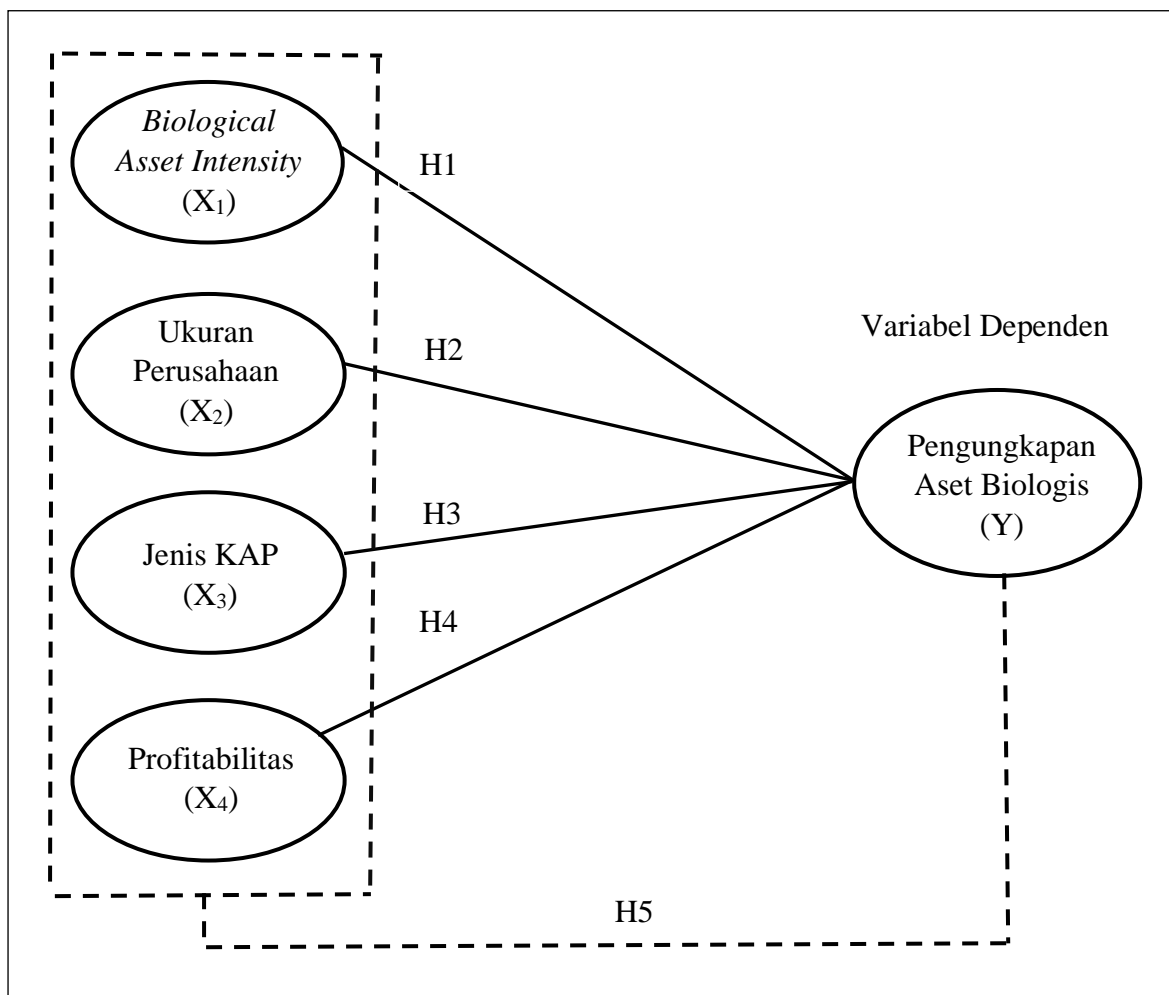 Biological
Asset Intensity
(X₁)
H1
Ukuran
Perusahaan
(X₂)
H2
Variabel Dependen
Pengungkapan
Aset Biologis
(Y)
Jenis KAP
(X₃)
H3
H4
Profitabilitas
(X₄)
H5